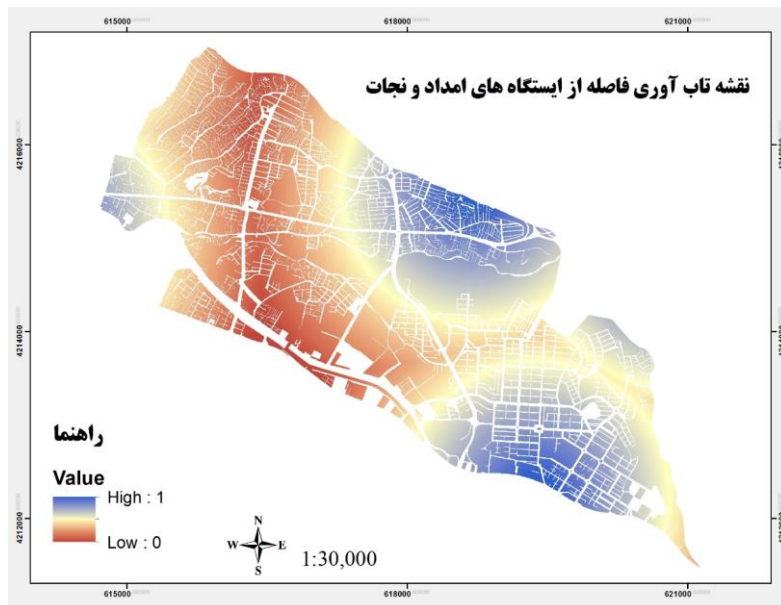 615000 618000 621000
نقشه تاب آوری فاصله از ایستگاه های امداد و نجات
4216000
4214000
راهنما
Value
High : 1
Low : 0
4212000
N
W E
S
1:30,000
615000 618000 621000